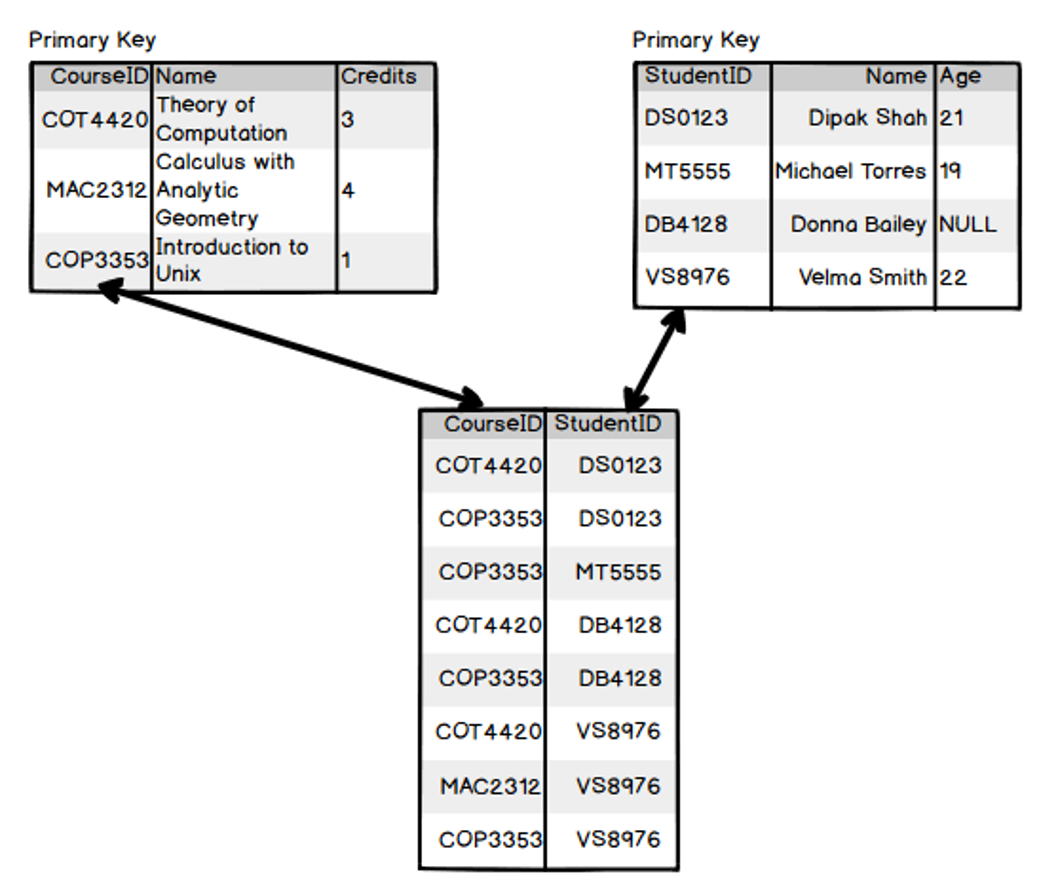 Primary Key
CourseID Name Credits
COT4420 Theory of Computation 3
MAC2312 Calculus with Analytic Geometry 4
COP3353 Introduction to Unix 1
Primary Key
StudentID Name Age
DS0123 Dipak Shah 21
MT5555 Michael Torres 19
DB4128 Donna Bailey NULL
VS8976 Velma Smith 22
CourseID StudentID
COT4420 DS0123
COP3353 DS0123
COP3353 MT5555
COT4420 DB4128
COP3353 DB4128
COT4420 VS8976
MAC2312 VS8976
COP3353 VS8976